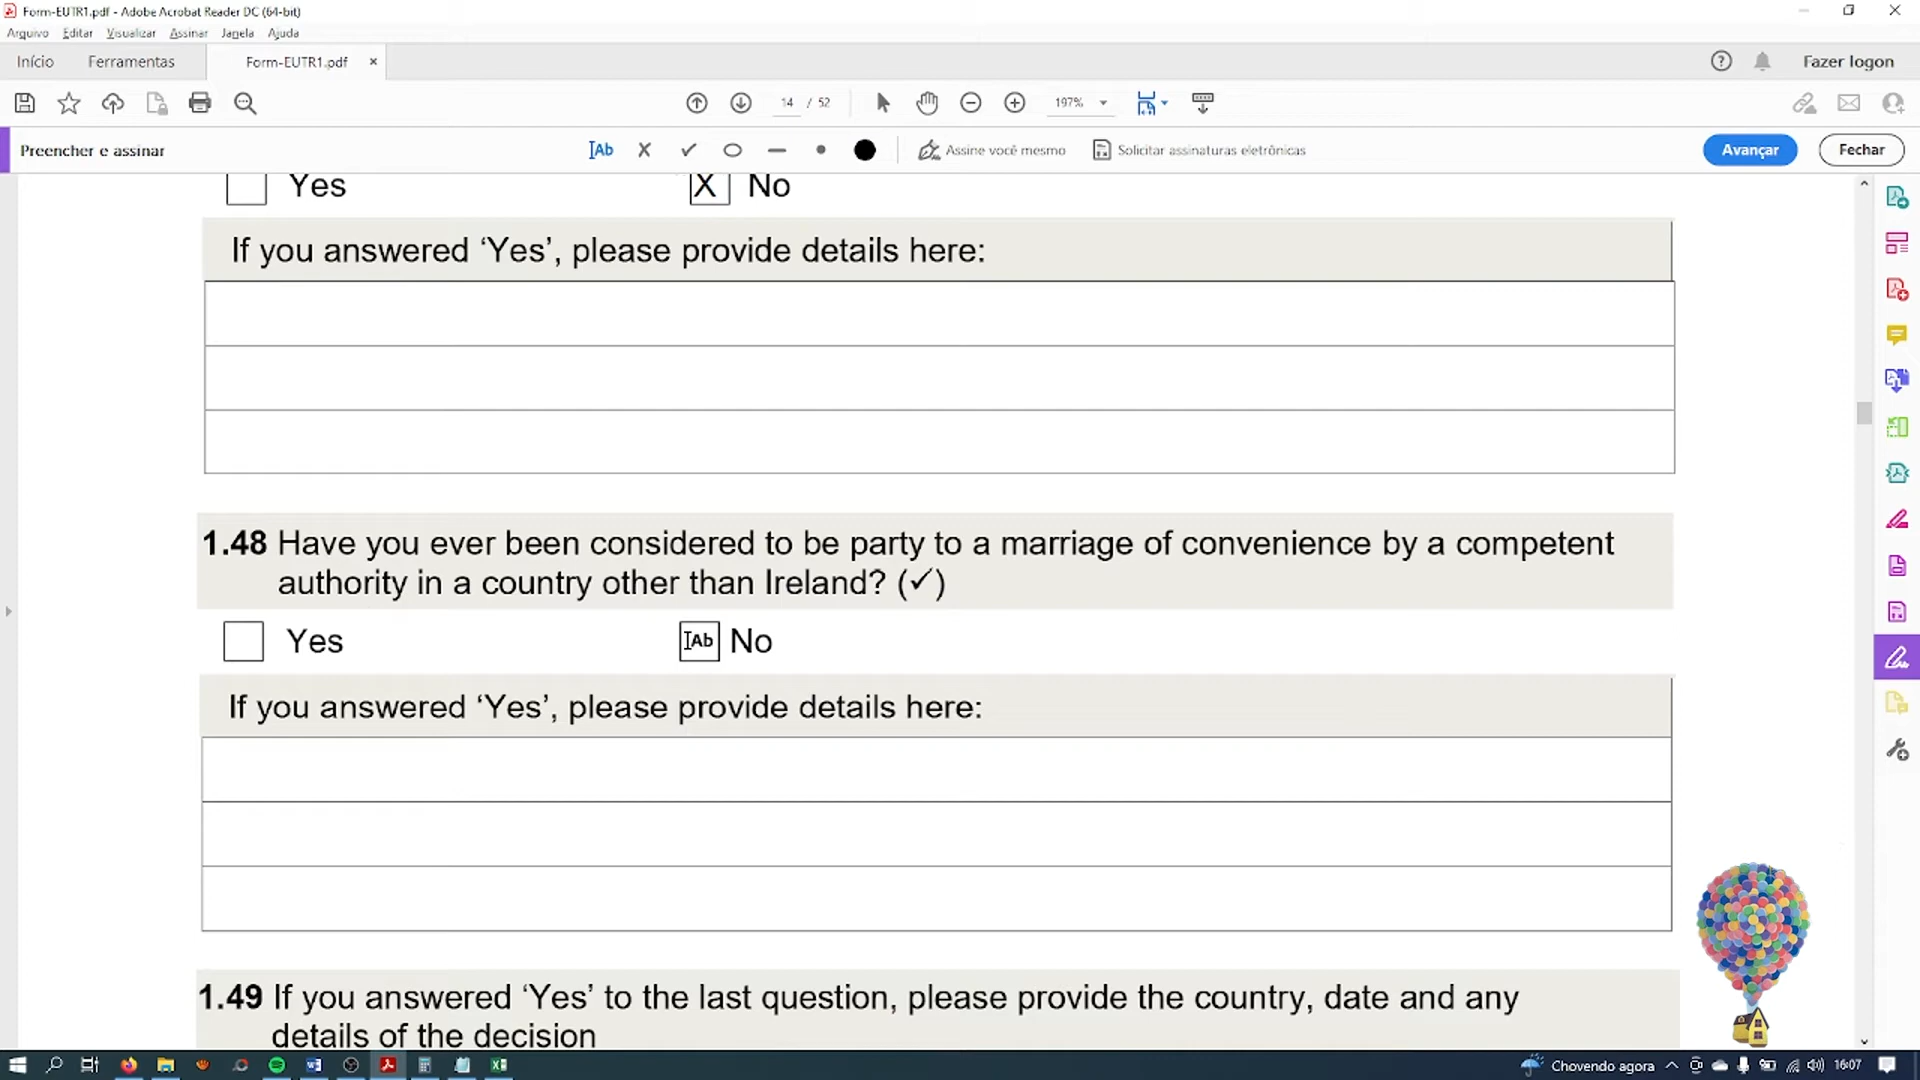 Form-EUTR1.pdf - Adobe Acrobat Reader DC (64-bit)
Arquivo Editar Visualizar Assinar Janela Ajuda
Início Ferramentas Form-EUTR1.pdf × Fazer logon
14 / 52 197%
Preencher e assinar IAb X ✓ Assine você mesmo Solicitar assinaturas eletrônicas Avançar Fechar
Yes X No
If you answered ‘Yes’, please provide details here:
1.48 Have you ever been considered to be party to a marriage of convenience by a competent
authority in a country other than Ireland? (✓)
Yes IAb No
If you answered ‘Yes’, please provide details here:
1.49 If you answered ‘Yes’ to the last question, please provide the country, date and any
details of the decision
Chovendo agora 16:07